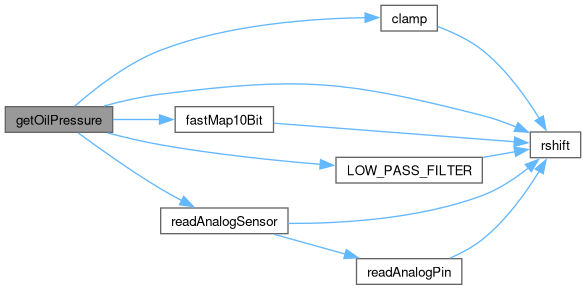 clamp
getOilPressure
fastMap10Bit
rshift
LOW_PASS_FILTER
readAnalogSensor
readAnalogPin